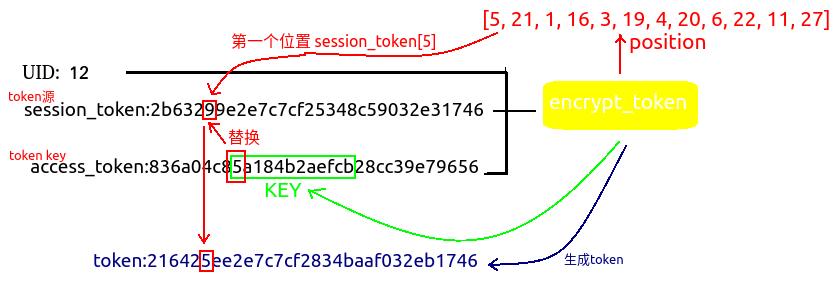 [5, 21, 1, 16, 3, 19, 4, 20, 6, 22, 11, 27]
position
第一个位置 session_token[5]
UID: 12
token源
session_token:2b63299e2e7c7cf25348c59032e31746
encrypt_token
替换
token key
access_token:836a04c85a184b2aefcb28cc39e79656
KEY
token:216425ee2e7c7cf2834baaf032eb1746
生成token